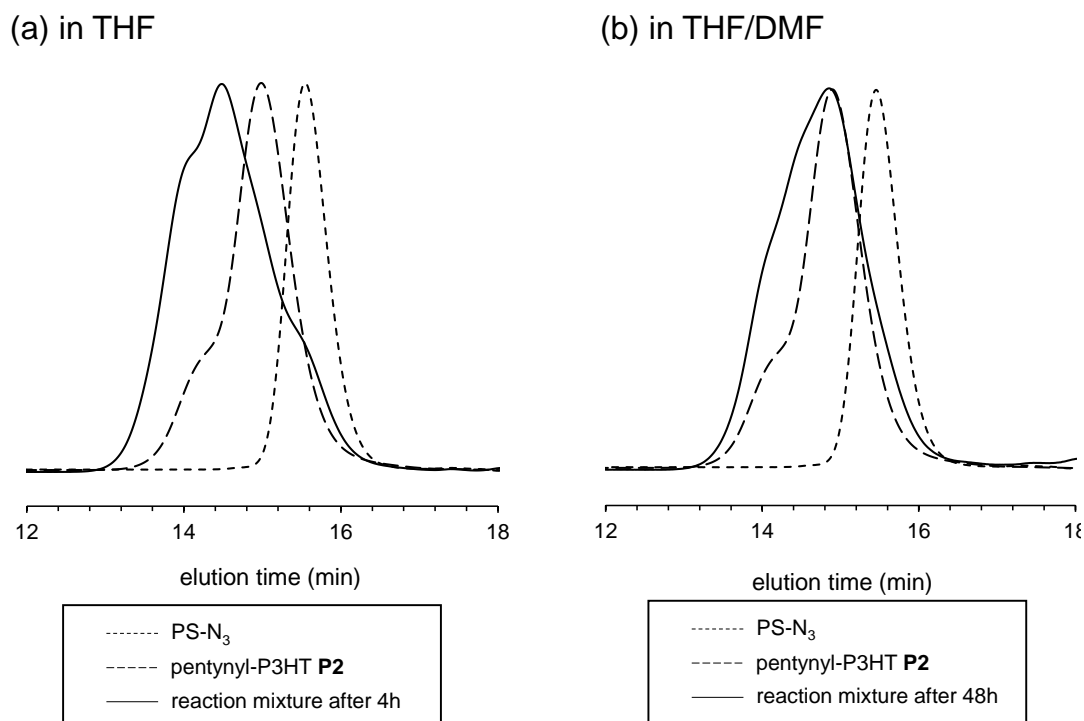 (a) in THF
(b) in THF/DMF
12 14 16 18
elution time (min)
PS-N3
pentynyl-P3HT P2
reaction mixture after 4h
12 14 16 18
elution time (min)
PS-N3
pentynyl-P3HT P2
reaction mixture after 48h